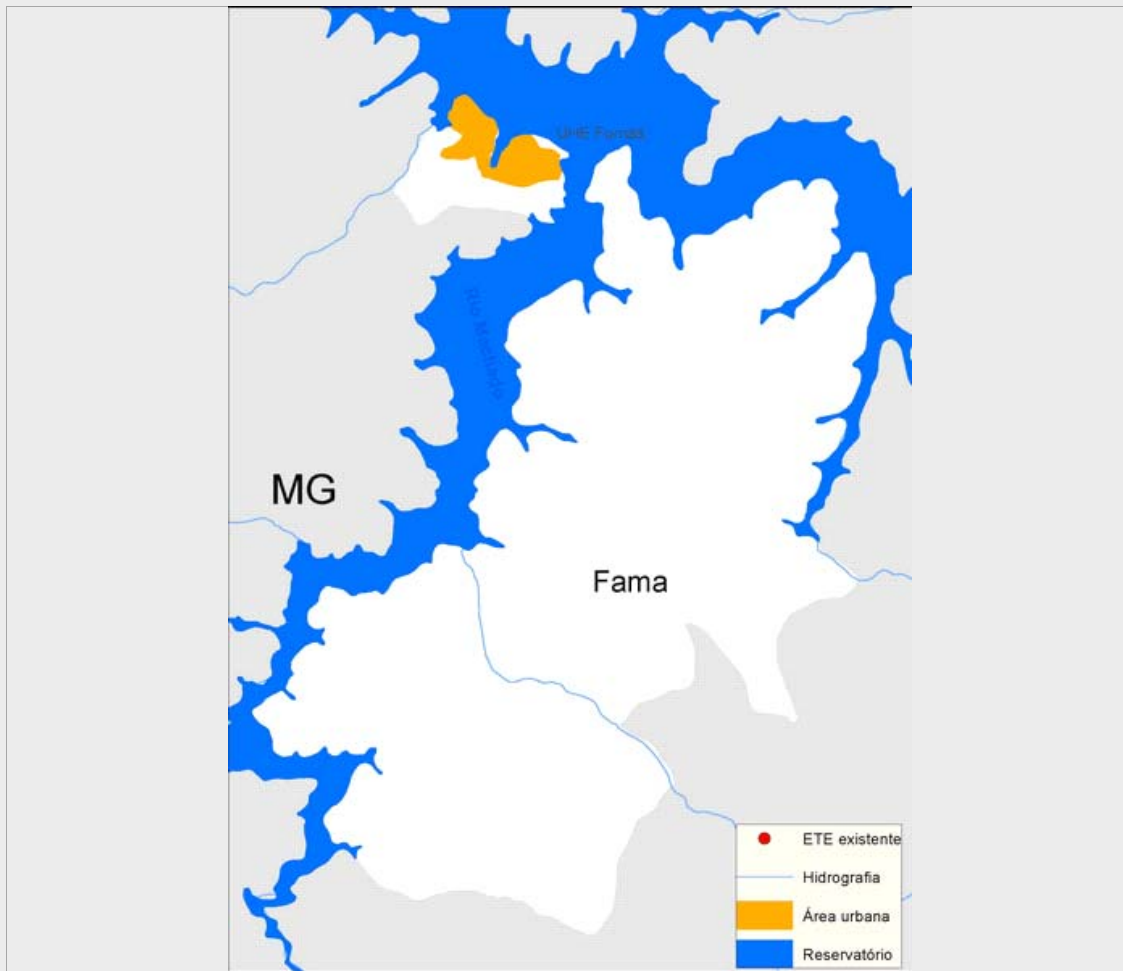 UHE Furnas
Rio Machado
MG
Fama
ETE existente
Hidrografia
Área urbana
Reservatório